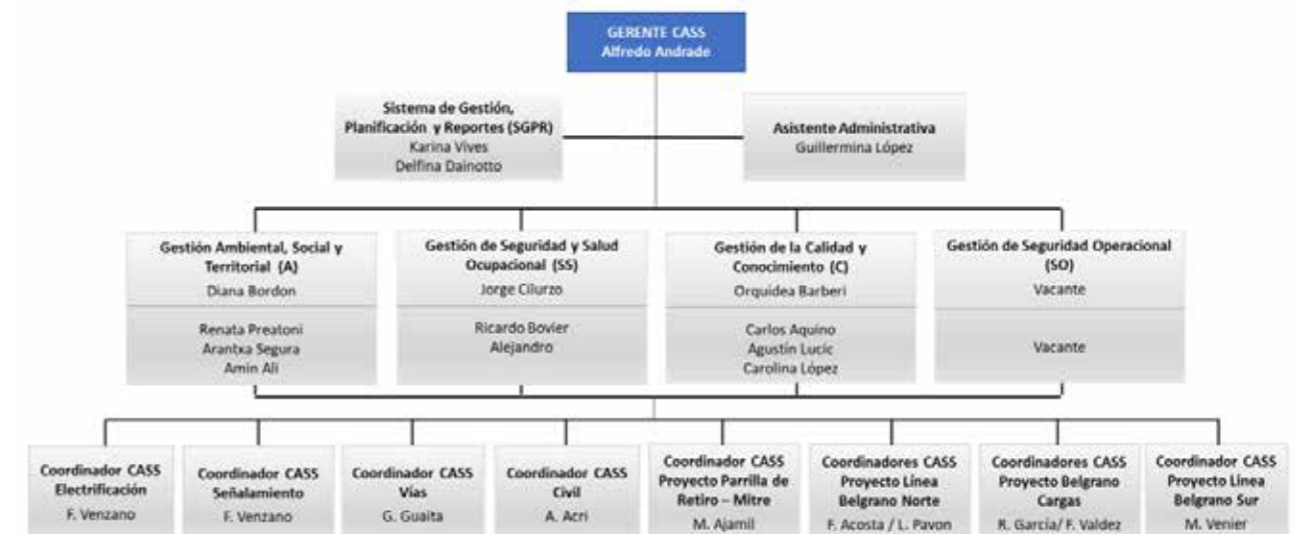 GERENTE CASS
Alfredo Andrade
Sistema de Gestión,
Planificación y Reportes (SGPR)
Karina Vives
Delfina Dainotto
Asistente Administrativa
Guillermina López
Gestión Ambiental, Social y
Territorial (A)
Diana Bordon
Renata Preatoni
Arantxa Segura
Amin Ali
Gestión de Seguridad y Salud
Ocupacional (SS)
Jorge Cilurzo
Ricardo Bovier
Alejandro
Gestión de la Calidad y
Conocimiento (C)
Orquidea Barberi
Carlos Aquino
Agustín Lucic
Carolina López
Gestión de Seguridad Operacional
(SO)
Vacante
Vacante
Coordinador CASS
Electrificación
F. Venzano
Coordinador CASS
Señalamiento
F. Venzano
Coordinador CASS
Vías
G. Guaita
Coordinador CASS
Civil
A. Acri
Coordinador CASS
Proyecto Parrilla de
Retiro – Mitre
M. Ajamil
Coordinadores CASS
Proyecto Línea
Belgrano Norte
F. Acosta / L. Pavon
Coordinadores CASS
Proyecto Belgrano
Cargas
R. García/ F. Valdez
Coordinador CASS
Proyecto Línea
Belgrano Sur
M. Venier